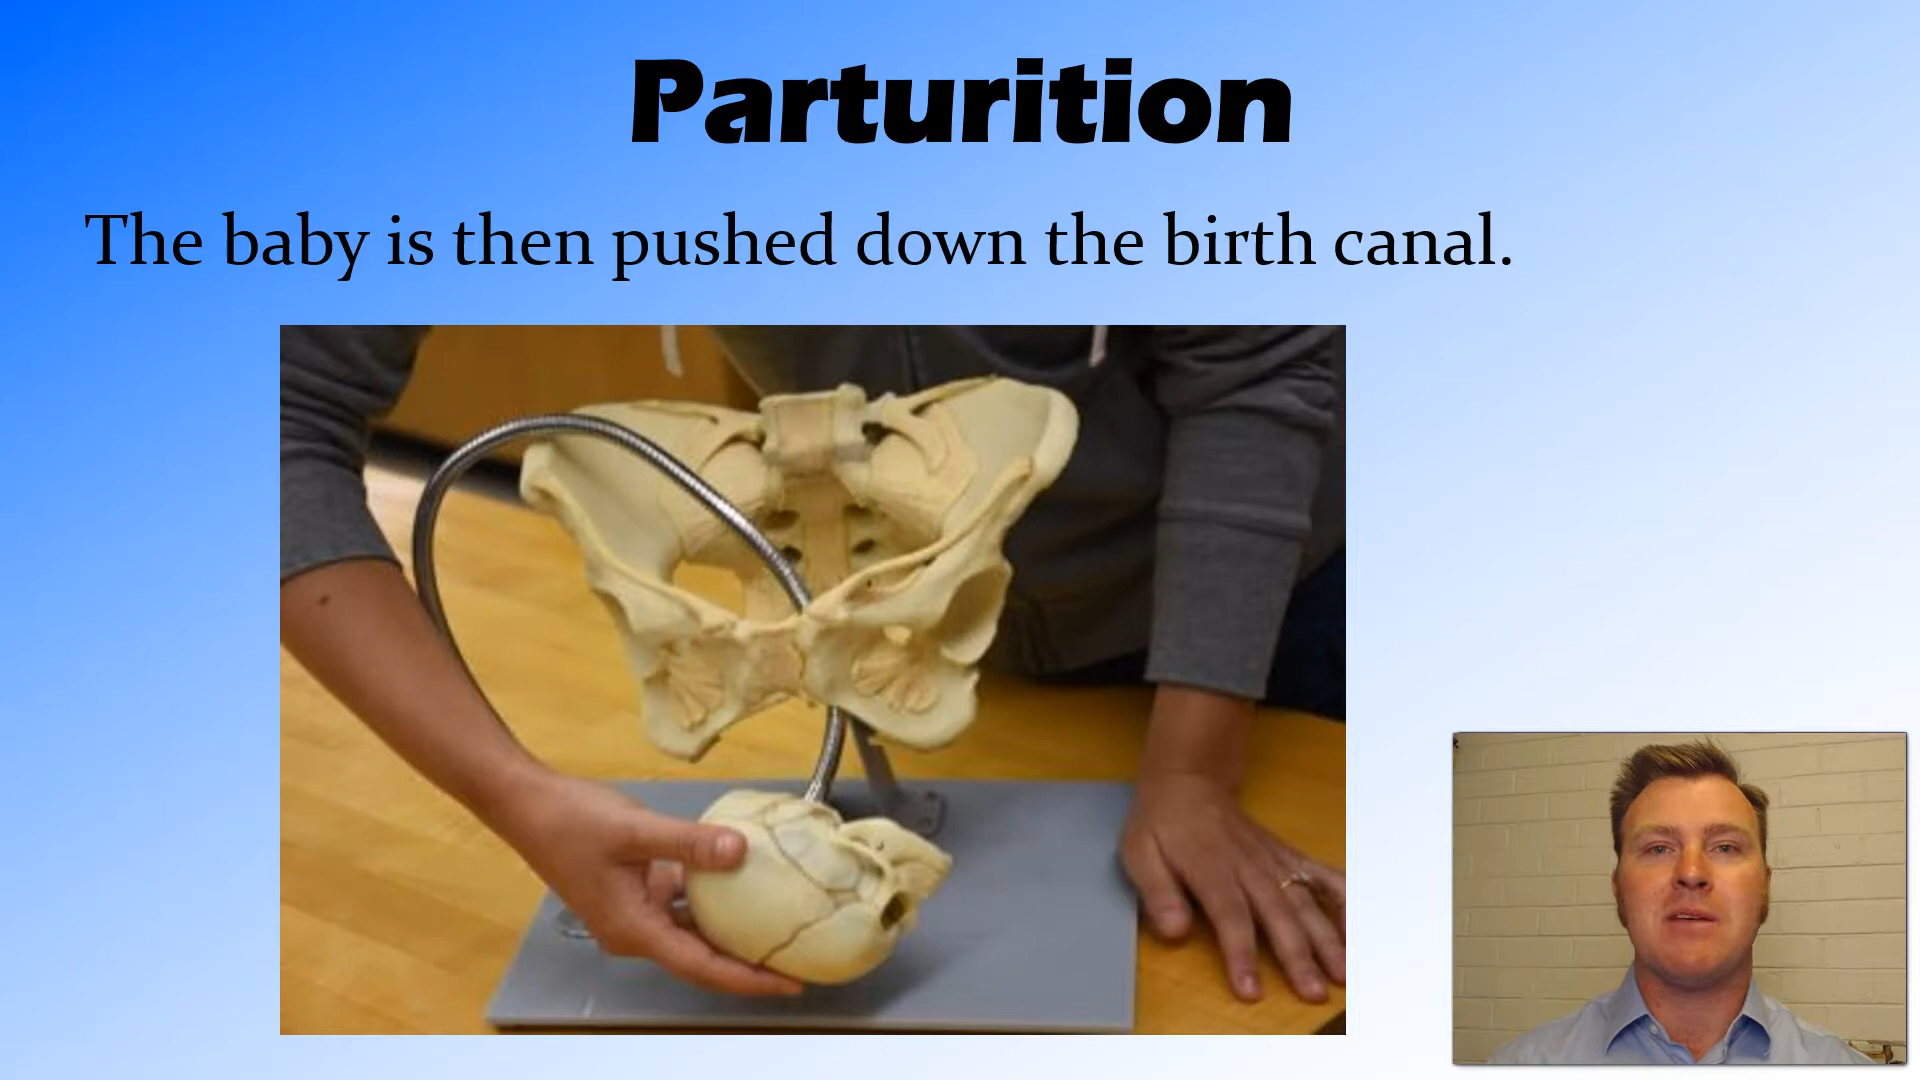 Parturition
The baby is then pushed down the birth canal.